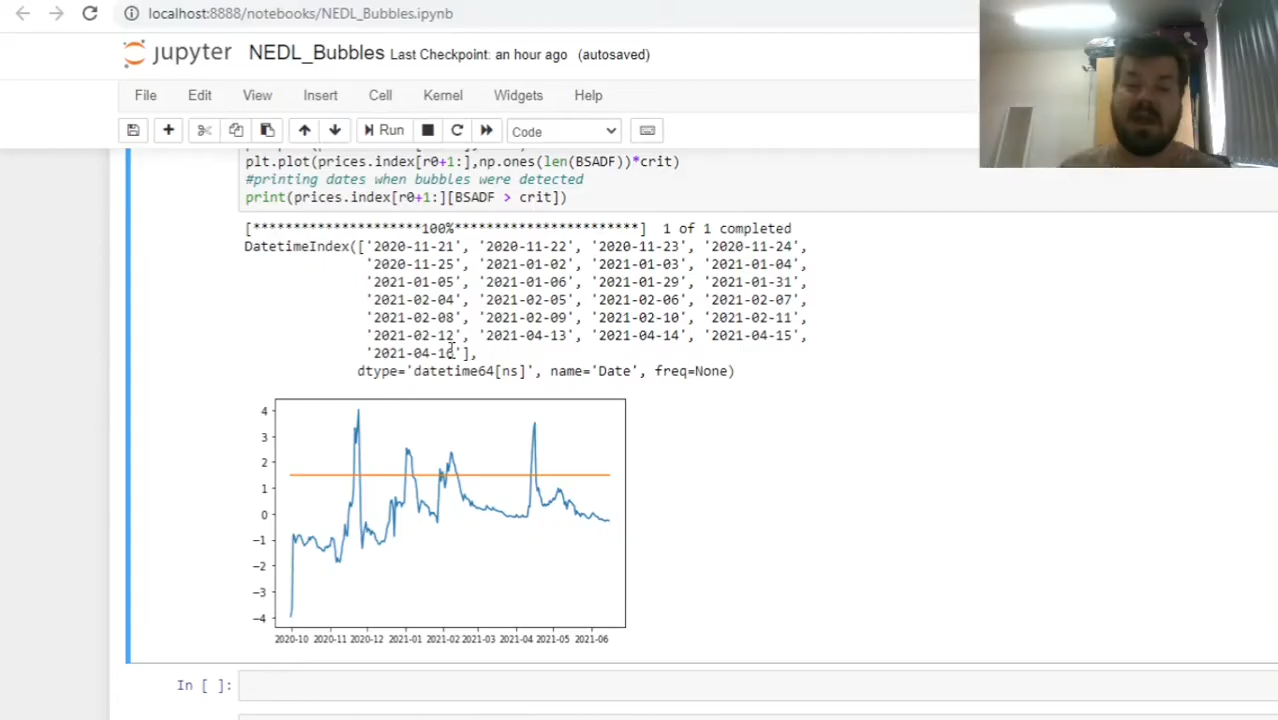 localhost:8888/notebooks/NEDL_Bubbles.ipynb
jupyter NEDL_Bubbles Last Checkpoint: an hour ago (autosaved)
File Edit View Insert Cell Kernel Widgets Help
Run Code
plt.plot(prices.index[r0+1:],np.ones(len(BSADF))*crit)
#printing dates when bubbles were detected
print(prices.index[r0+1:][BSADF > crit])
[*********************100%***********************] 1 of 1 completed
DatetimeIndex(['2020-11-21', '2020-11-22', '2020-11-23', '2020-11-24',
'2020-11-25', '2021-01-02', '2021-01-03', '2021-01-04',
'2021-01-05', '2021-01-06', '2021-01-29', '2021-01-31',
'2021-02-04', '2021-02-05', '2021-02-06', '2021-02-07',
'2021-02-08', '2021-02-09', '2021-02-10', '2021-02-11',
'2021-02-12', '2021-04-13', '2021-04-14', '2021-04-15',
'2021-04-16'],
dtype='datetime64[ns]', name='Date', freq=None)
4
3
2
1
0
−1
−2
−3
−4
2020-10 2020-11 2020-12 2021-01 2021-02 2021-03 2021-04 2021-05 2021-06
In [ ]: